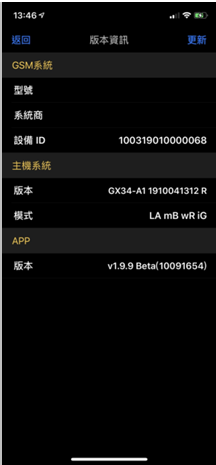 13:46
返回 版本資訊 更新
GSM系統
型號
系統商
設備 ID 100319010000068
主機系統
版本 GX34-A1 1910041312 R
模式 LA mB wR iG
APP
版本 v1.9.9 Beta(10091654)